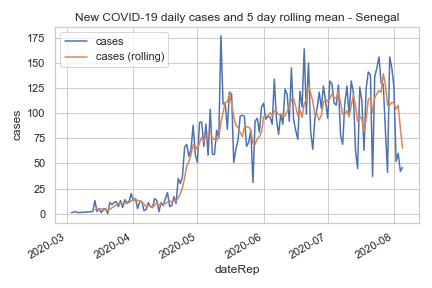 New COVID-19 daily cases and 5 day rolling mean - Senegal
cases
cases (rolling)
175
150
125
100
75
50
25
0
cases
2020-03
2020-04
2020-05
2020-06
2020-07
2020-08
dateRep